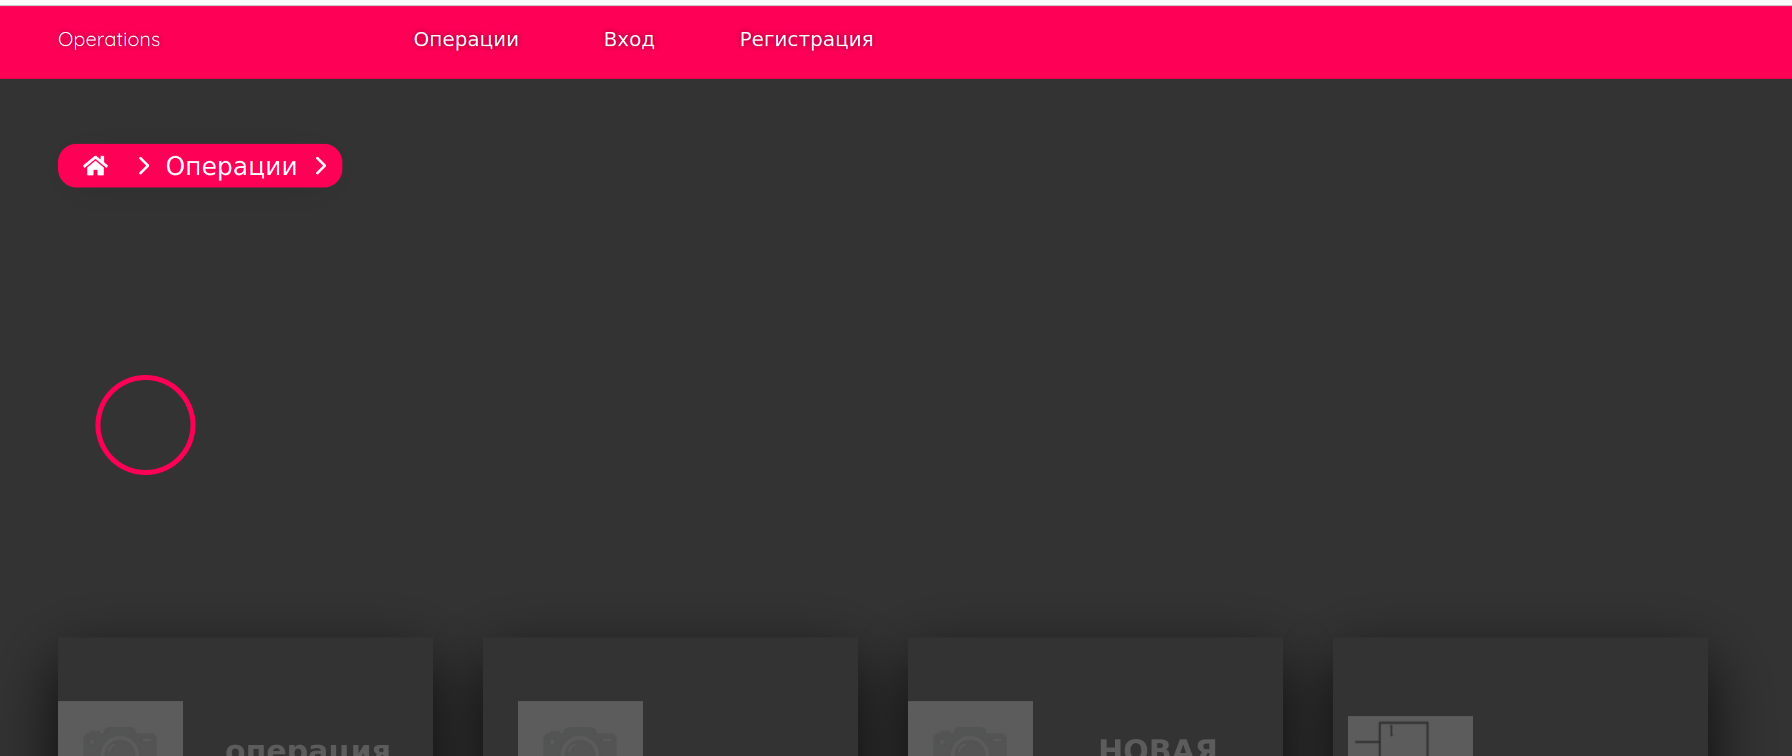 Operations Операции Вход Регистрация
Операции
операция НОВАЯ